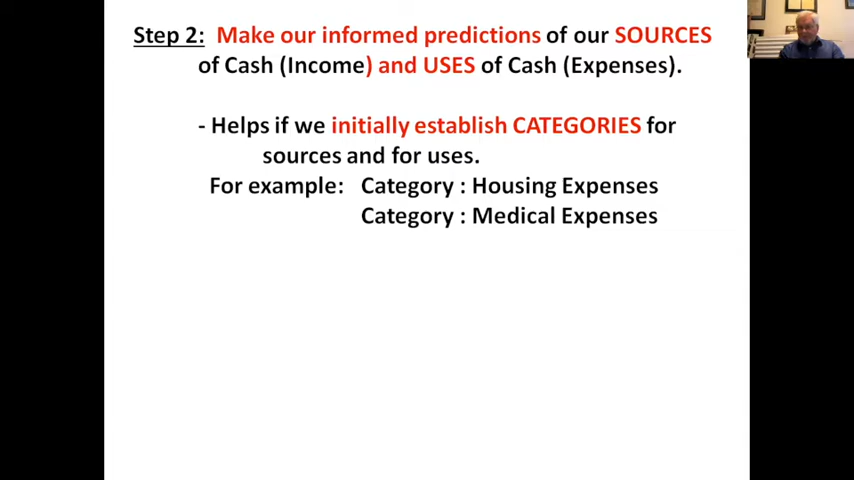 Step 2: Make our informed predictions of our SOURCES
of Cash (Income) and USES of Cash (Expenses).
- Helps if we initially establish CATEGORIES for
sources and for uses.
For example: Category : Housing Expenses
Category : Medical Expenses